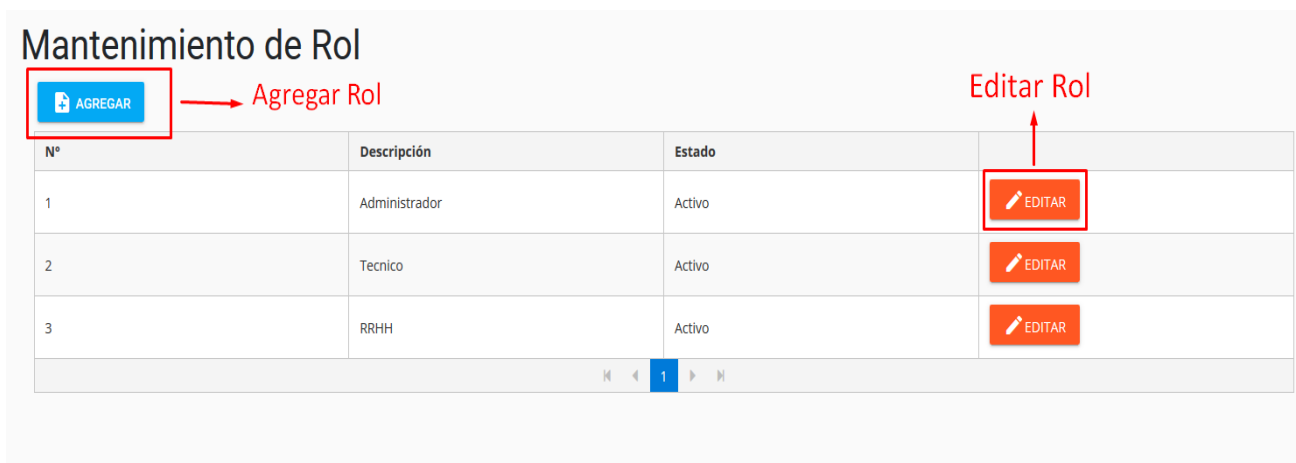 Mantenimiento de Rol
AGREGAR Agregar Rol Editar Rol
Nº Descripción Estado
1 Administrador Activo EDITAR
2 Tecnico Activo EDITAR
3 RRHH Activo EDITAR
1